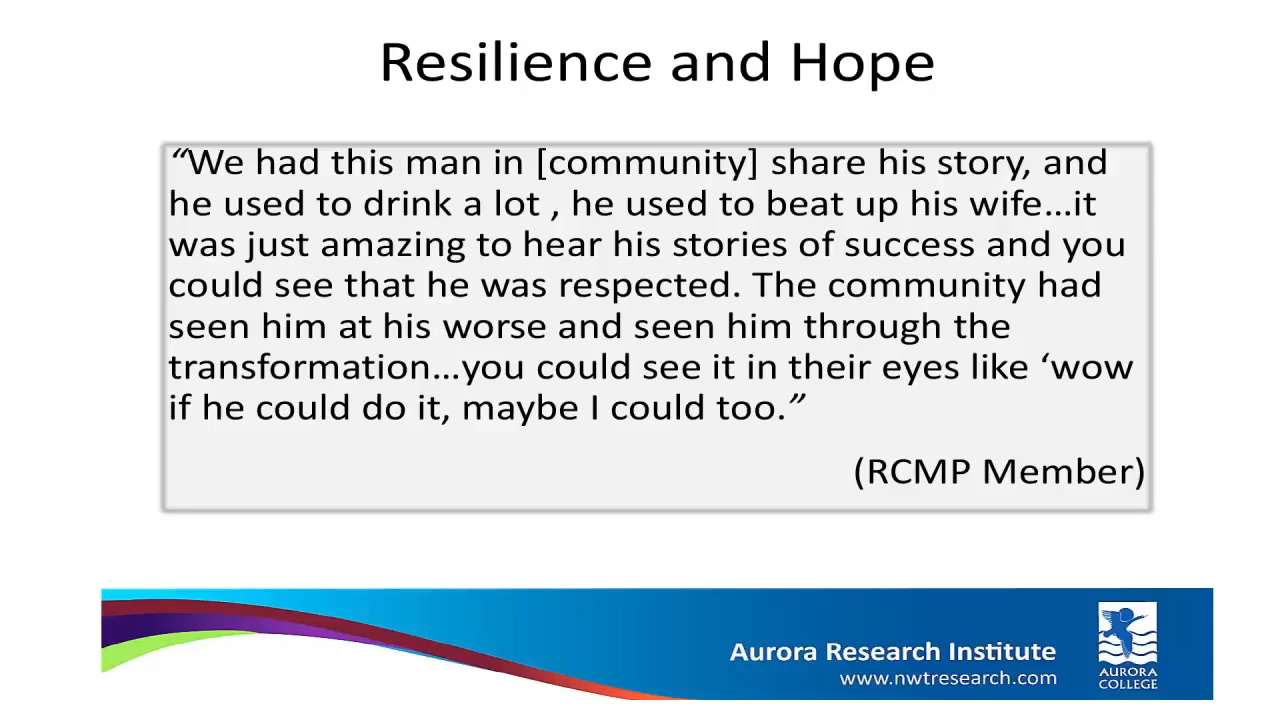 Resilience and Hope
“We had this man in [community] share his story, and
he used to drink a lot , he used to beat up his wife…it
was just amazing to hear his stories of success and you
could see that he was respected. The community had
seen him at his worse and seen him through the
transformation…you could see it in their eyes like ‘wow
if he could do it, maybe I could too.”
(RCMP Member)
Aurora Research Institute
www.nwtresearch.com
AURORA
COLLEGE